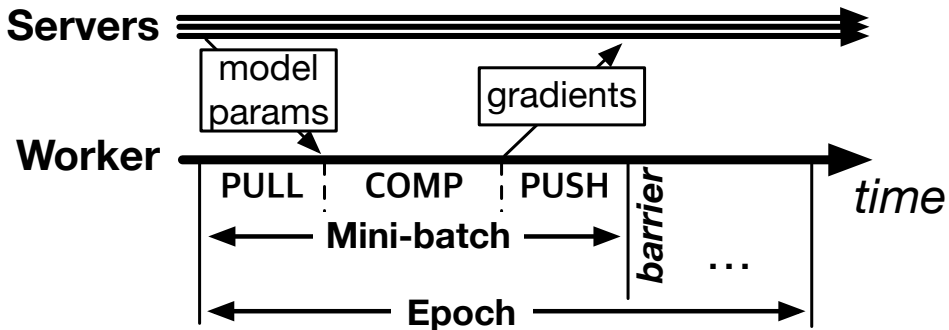 Servers
model
params
gradients
Worker
PULL COMP PUSH
time
barrier
Mini-batch
...
Epoch